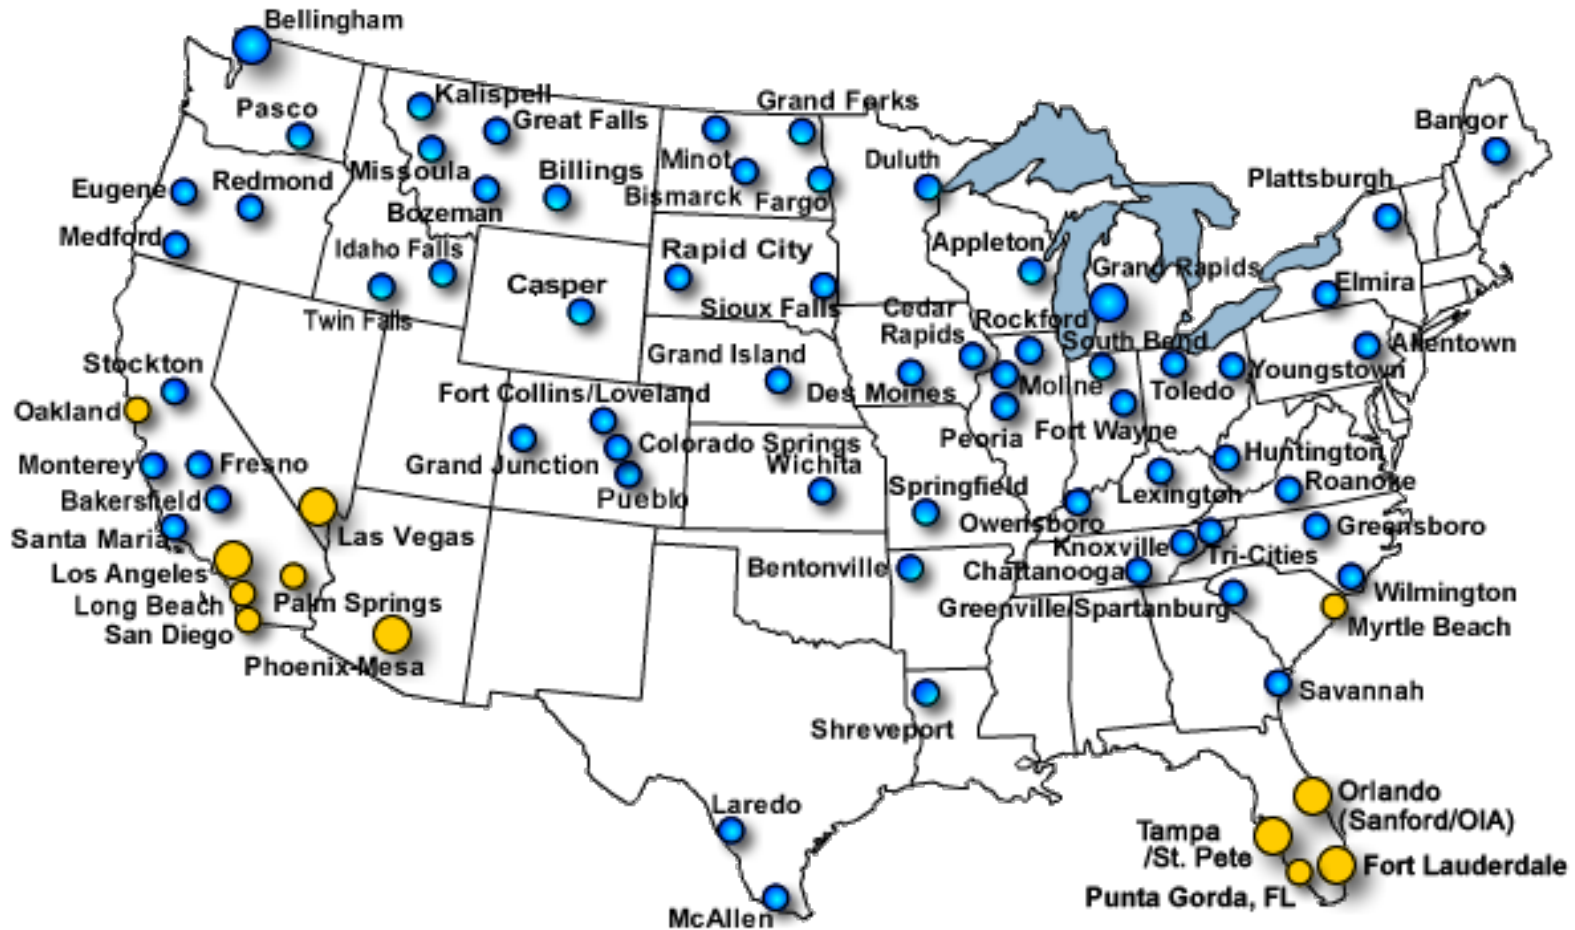 Bellingham
Kalispell
Grand Forks
Pasco
Great Falls
Bangor
Minot
Duluth
Missoula
Billings
Plattsburgh
Eugene
Redmond
Bismarck
Fargo
Bozeman
Medford
Idaho Falls
Rapid City
Appleton
Grand Rapids
Casper
Elmira
Twin Falls
Sioux Falls
Cedar
Rapids
Rockford
South Bend
Allentown
Stockton
Grand Island
Des Moines
Moline
Toledo
Youngstown
Fort Collins/Loveland
Oakland
Peoria
Fort Wayne
Colorado Springs
Monterey
Fresno
Grand Junction
Wichita
Huntington
Bakersfield
Pueblo
Springfield
Lexington
Roanoke
Santa Maria
Las Vegas
Owensboro
Greensboro
Knoxville
Tri-Cities
Los Angeles
Bentonville
Chattanooga
Long Beach
Palm Springs
Greenville/Spartanburg
Wilmington
San Diego
Myrtle Beach
Phoenix-Mesa
Savannah
Shreveport
Laredo
Orlando
(Sanford/OIA)
Tampa
/St. Pete
Fort Lauderdale
Punta Gorda, FL
McAllen